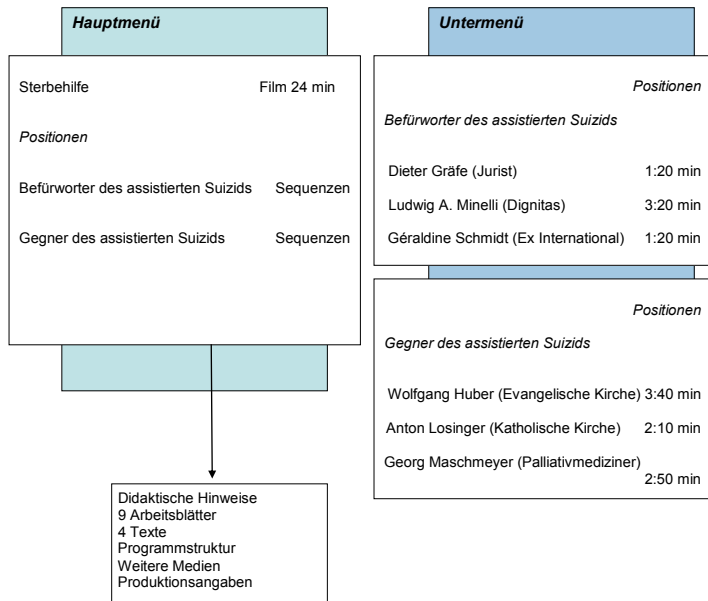 Hauptmenü
Sterbehilfe Film 24 min
Positionen
Befürworter des assistierten Suizids Sequenzen
Gegner des assistierten Suizids Sequenzen
Didaktische Hinweise
9 Arbeitsblätter
4 Texte
Programmstruktur
Weitere Medien
Produktionsangaben
Untermenü
Positionen
Befürworter des assistierten Suizids
Dieter Gräfe (Jurist) 1:20 min
Ludwig A. Minelli (Dignitas) 3:20 min
Géraldine Schmidt (Ex International) 1:20 min
Positionen
Gegner des assistierten Suizids
Wolfgang Huber (Evangelische Kirche) 3:40 min
Anton Losinger (Katholische Kirche) 2:10 min
Georg Maschmeyer (Palliativmediziner)
2:50 min